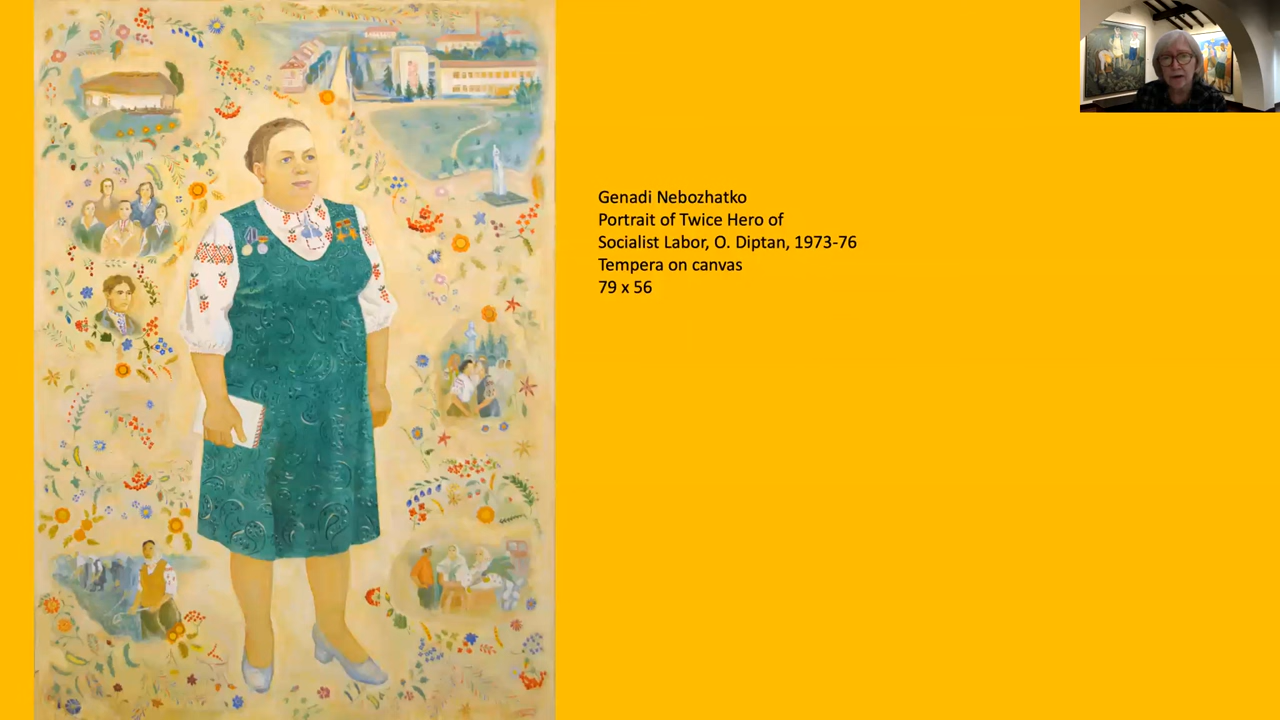 Genadi Nebozhatko
Portrait of Twice Hero of
Socialist Labor, O. Diptan, 1973-76
Tempera on canvas
79 x 56